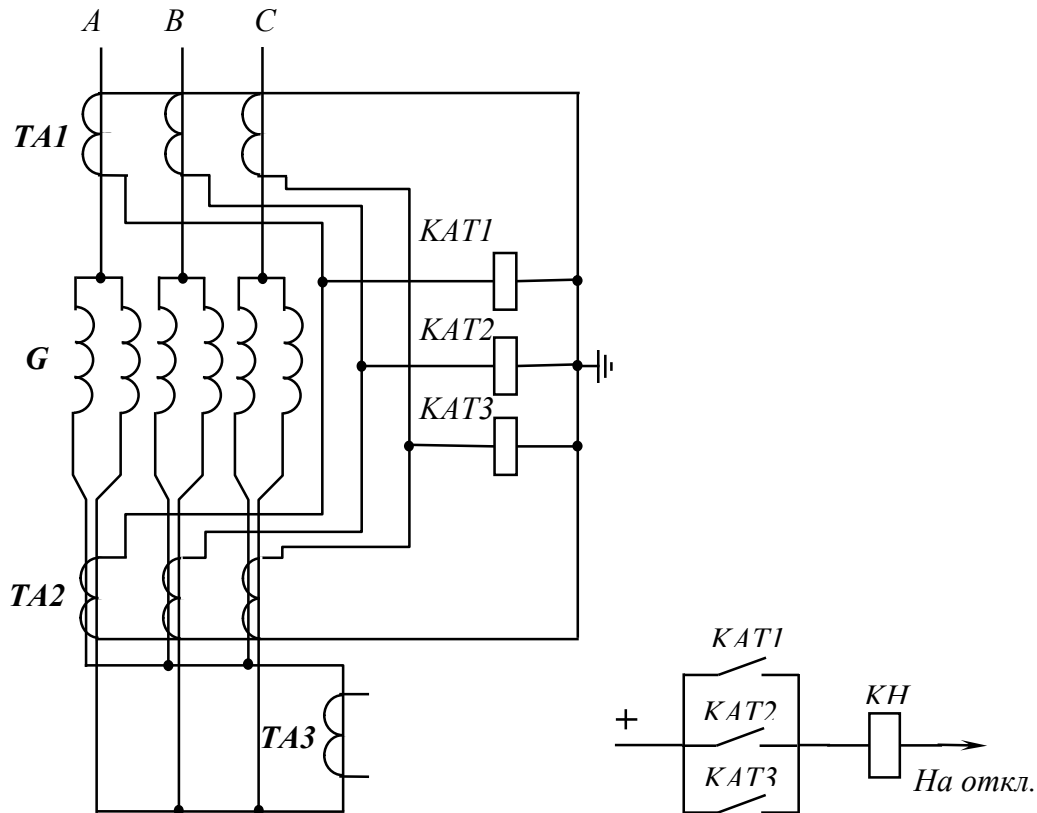 A B C
TA1
KAT1
KAT2
G
KAT3
TA2
KAT1
KH
+
KAT2
TA3
KAT3
На откл.